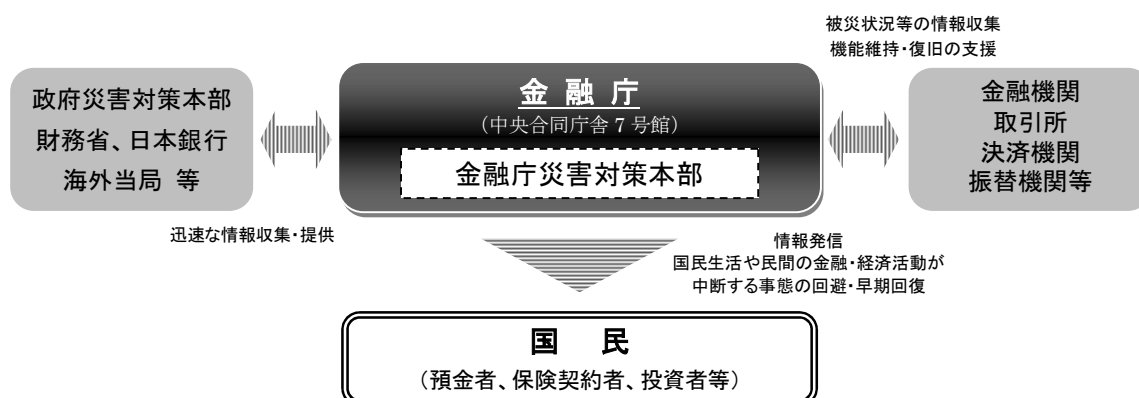 被災状況等の情報収集
機能維持・復旧の支援
政府災害対策本部
財務省、日本銀行
海外当局 等
金 融 庁
（中央合同庁舎 7 号館）
金融庁災害対策本部
金融機関
取引所
決済機関
振替機関等
迅速な情報収集・提供
情報発信
国民生活や民間の金融・経済活動が
中断する事態の回避・早期回復
国 民
（預金者、保険契約者、投資者等）